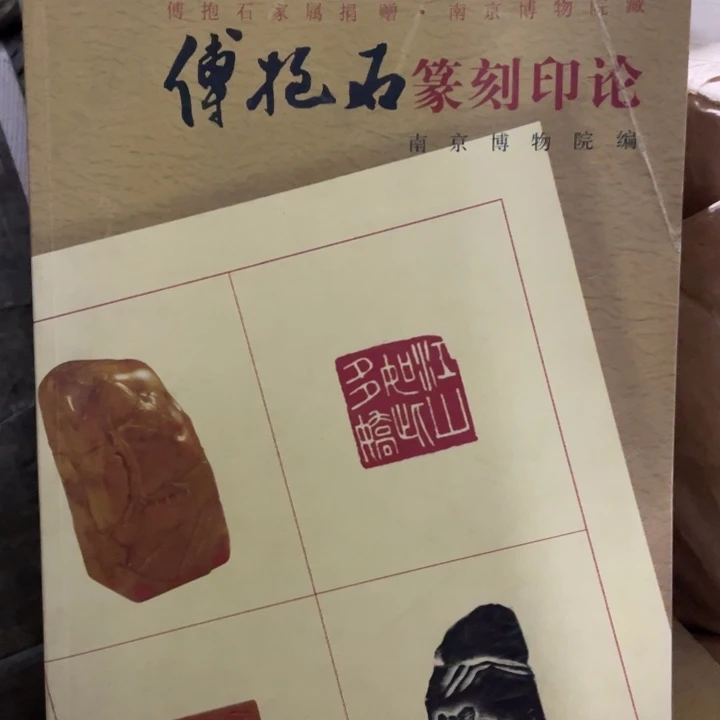 傅抱石家属捐赠·南京博物院藏
傅抱石篆刻印论
南京博物院编
江山如此多娇